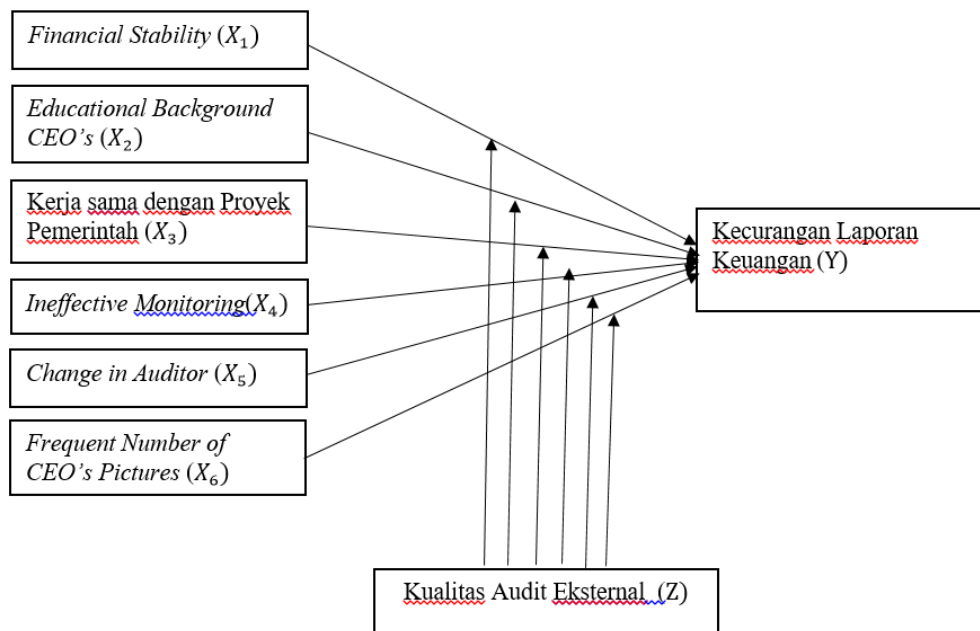 Financial Stability (X₁)
Educational Background
CEO's (X₂)
Kerja sama dengan Proyek
Pemerintah (X₃)
Ineffective Monitoring(X₄)
Change in Auditor (X₅)
Frequent Number of
CEO's Pictures (X₆)
Kecurangan Laporan
Keuangan (Y)
Kualitas Audit Eksternal (Z)